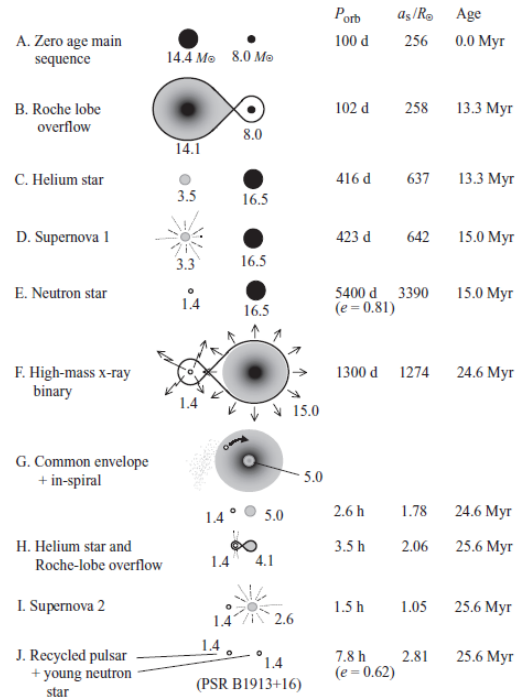 P_orb a_s/R⊙ Age
A. Zero age main sequence 14.4 M⊙ 8.0 M⊙ 100 d 256 0.0 Myr
B. Roche lobe overflow 14.1 8.0 102 d 258 13.3 Myr
C. Helium star 3.5 16.5 416 d 637 13.3 Myr
D. Supernova 1 3.3 16.5 423 d 642 15.0 Myr
E. Neutron star 1.4 16.5 5400 d 3390 15.0 Myr
(e = 0.81)
F. High-mass x-ray binary 1.4 15.0 1300 d 1274 24.6 Myr
G. Common envelope + in-spiral 5.0
1.4 5.0 2.6 h 1.78 24.6 Myr
H. Helium star and Roche-lobe overflow 1.4 4.1 3.5 h 2.06 25.6 Myr
I. Supernova 2 1.4 2.6 1.5 h 1.05 25.6 Myr
J. Recycled pulsar + young neutron star 1.4 1.4 7.8 h 2.81 25.6 Myr
(PSR B1913+16) (e = 0.62)